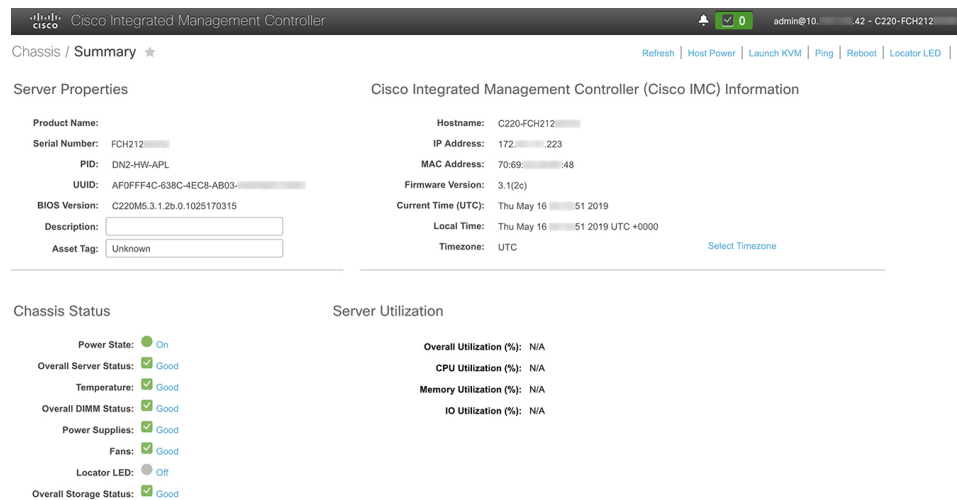 cisco Cisco Integrated Management Controller 0 admin@10. .42 - C220-FCH212
Chassis / Summary Refresh | Host Power | Launch KVM | Ping | Reboot | Locator LED |
Server Properties
Product Name:
Serial Number: FCH212
PID: DN2-HW-APL
UUID: AF0FFF4C-638C-4EC8-AB03-
BIOS Version: C220M5.3.1.2b.0.1025170315
Description:
Asset Tag: Unknown
Cisco Integrated Management Controller (Cisco IMC) Information
Hostname: C220-FCH212
IP Address: 172. .223
MAC Address: 70:69: :48
Firmware Version: 3.1(2c)
Current Time (UTC): Thu May 16 51 2019
Local Time: Thu May 16 51 2019 UTC +0000
Timezone: UTC Select Timezone
Chassis Status
Power State: On
Overall Server Status: Good
Temperature: Good
Overall DIMM Status: Good
Power Supplies: Good
Fans: Good
Locator LED: Off
Overall Storage Status: Good
Server Utilization
Overall Utilization (%): N/A
CPU Utilization (%): N/A
Memory Utilization (%): N/A
IO Utilization (%): N/A